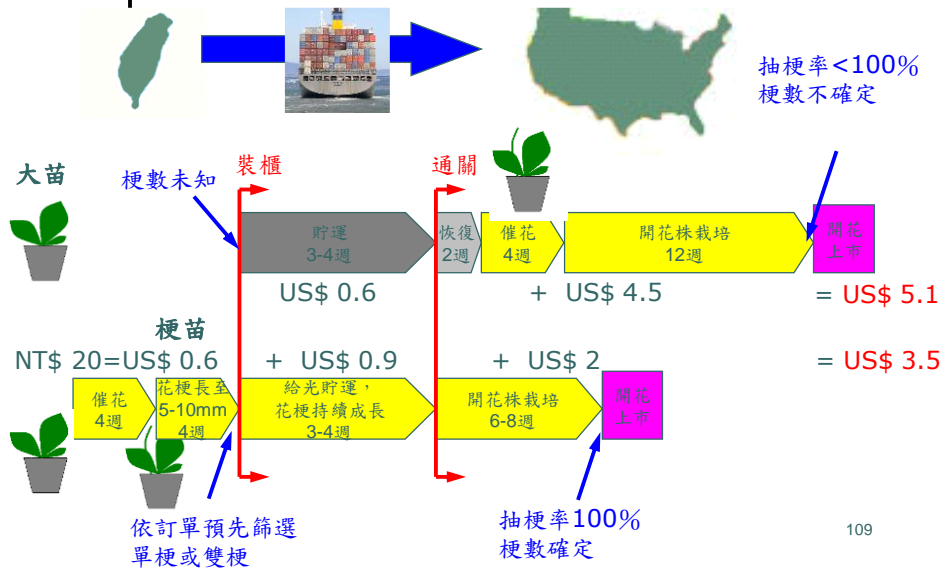 抽梗率<100%
梗數不確定
裝櫃
通關
大苗
梗數未知
貯運
3-4週
恢復
2週
催花
4週
開花株栽培
12週
開花
上市
US$ 0.6 + US$ 4.5 = US$ 5.1
梗苗
NT$ 20=US$ 0.6 + US$ 0.9 + US$ 2 = US$ 3.5
催花
4週
花梗長至
5-10mm
4週
給光貯運，
花梗持續成長
3-4週
開花株栽培
6-8週
開花
上市
依訂單預先篩選
單梗或雙梗
抽梗率100%
梗數確定
109